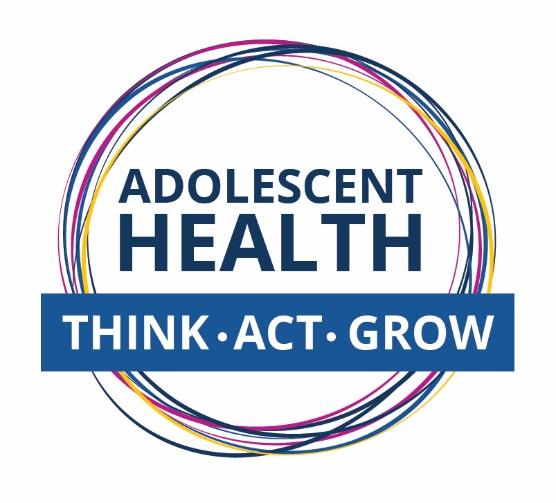 ADOLESCENT
HEALTH
THINK · ACT · GROW